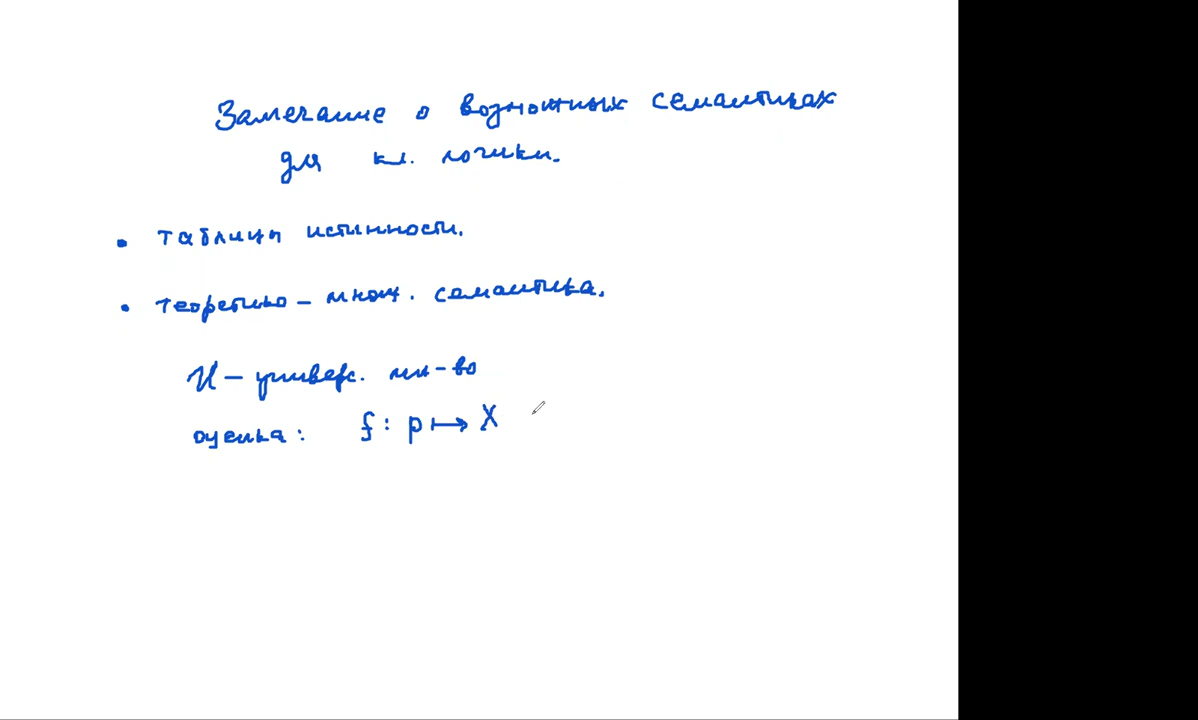 Замечание о возможных семантиках
для кл. логики.
• таблицы истинности.
• теоретико – множ. семантика.
U – универс. мн-во
оценка: f : p ↦ X